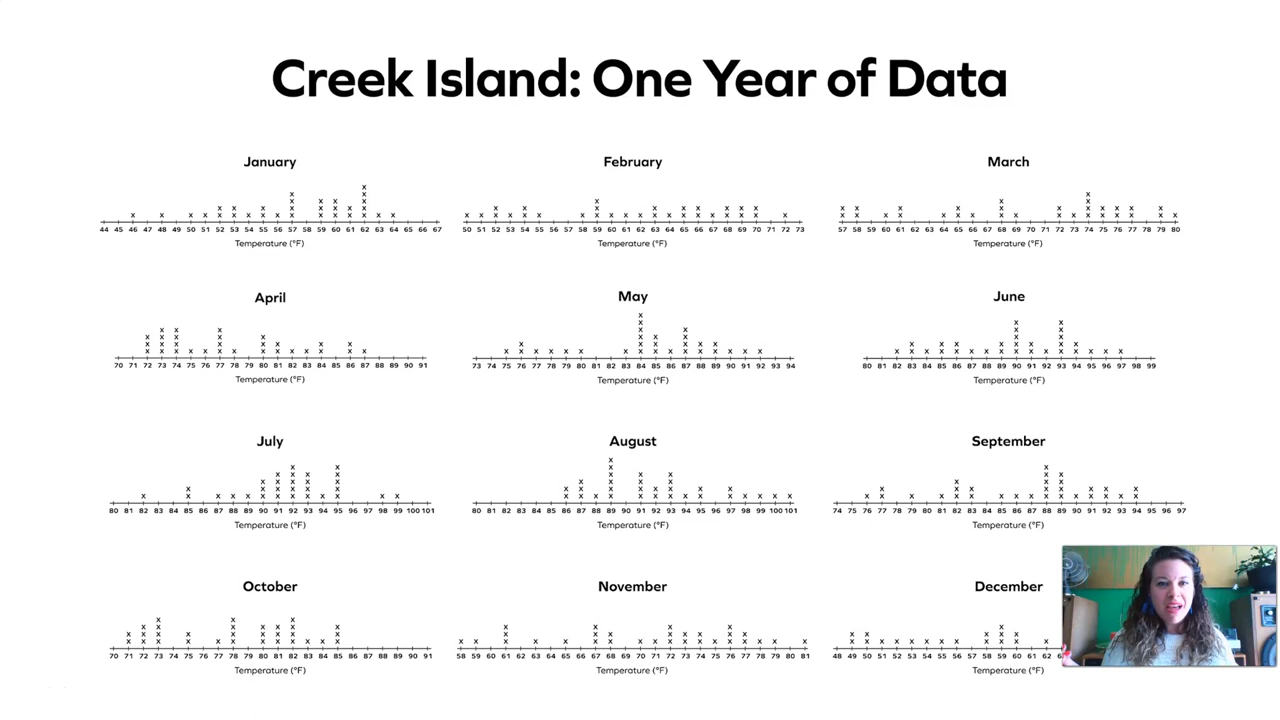 Creek Island: One Year of Data
January
44 45 46 47 48 49 50 51 52 53 54 55 56 57 58 59 60 61 62 63 64 65 66 67
Temperature (°F)
February
50 51 52 53 54 55 56 57 58 59 60 61 62 63 64 65 66 67 68 69 70 71 72 73
Temperature (°F)
March
57 58 59 60 61 62 63 64 65 66 67 68 69 70 71 72 73 74 75 76 77 78 79 80
Temperature (°F)
April
70 71 72 73 74 75 76 77 78 79 80 81 82 83 84 85 86 87 88 89 90 91
Temperature (°F)
May
73 74 75 76 77 78 79 80 81 82 83 84 85 86 87 88 89 90 91 92 93 94
Temperature (°F)
June
80 81 82 83 84 85 86 87 88 89 90 91 92 93 94 95 96 97 98 99
Temperature (°F)
July
80 80 82 83 84 85 87 87 88 89 90 91 92 93 94 95 96 97 98 99 100 101
Temperature (°F)
August
80 81 82 83 84 85 86 87 88 89 90 91 92 93 94 95 96 97 98 99 100 101
Temperature (°F)
September
74 75 76 77 78 79 80 81 82 83 84 85 86 87 88 89 90 91 92 93 94 95 96 97
Temperature (°F)
October
70 71 72 73 74 75 76 77 78 79 80 81 82 83 84 85 86 87 88 89 90 91
Temperature (°F)
November
58 59 60 61 62 63 64 65 66 67 68 69 70 71 72 73 74 75 76 77 78 79 80 81
Temperature (°F)
December
48 49 50 51 52 53 54 55 56 57 58 59 60 61 62
Temperature (°F)